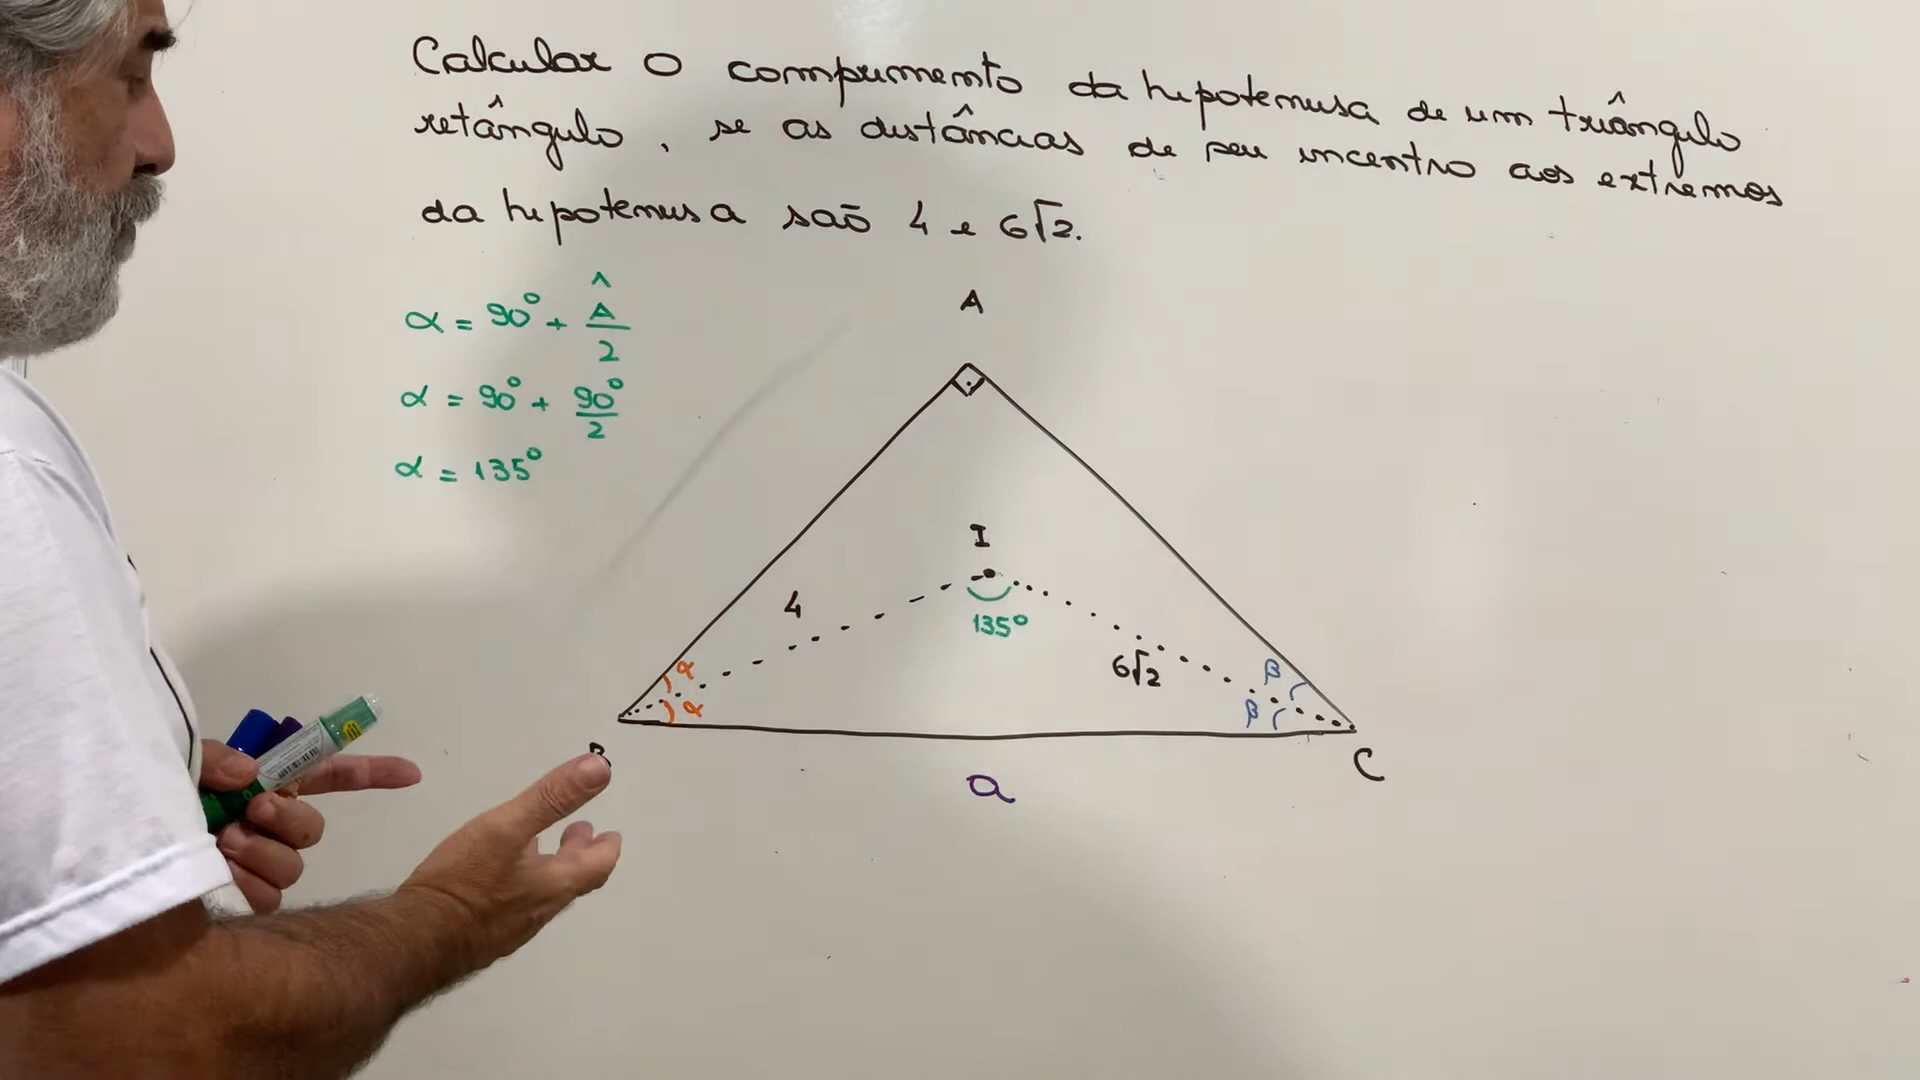 Calcular o comprimento da hipotenusa de um triângulo
retângulo, se as distâncias de seu incentro aos extremos
da hipotenusa são 4 e 6√2.
α = 90° + Â/2
α = 90° + 90°/2
α = 135°
A
I
4
135°
6√2
α
α
β
β
B
C
a